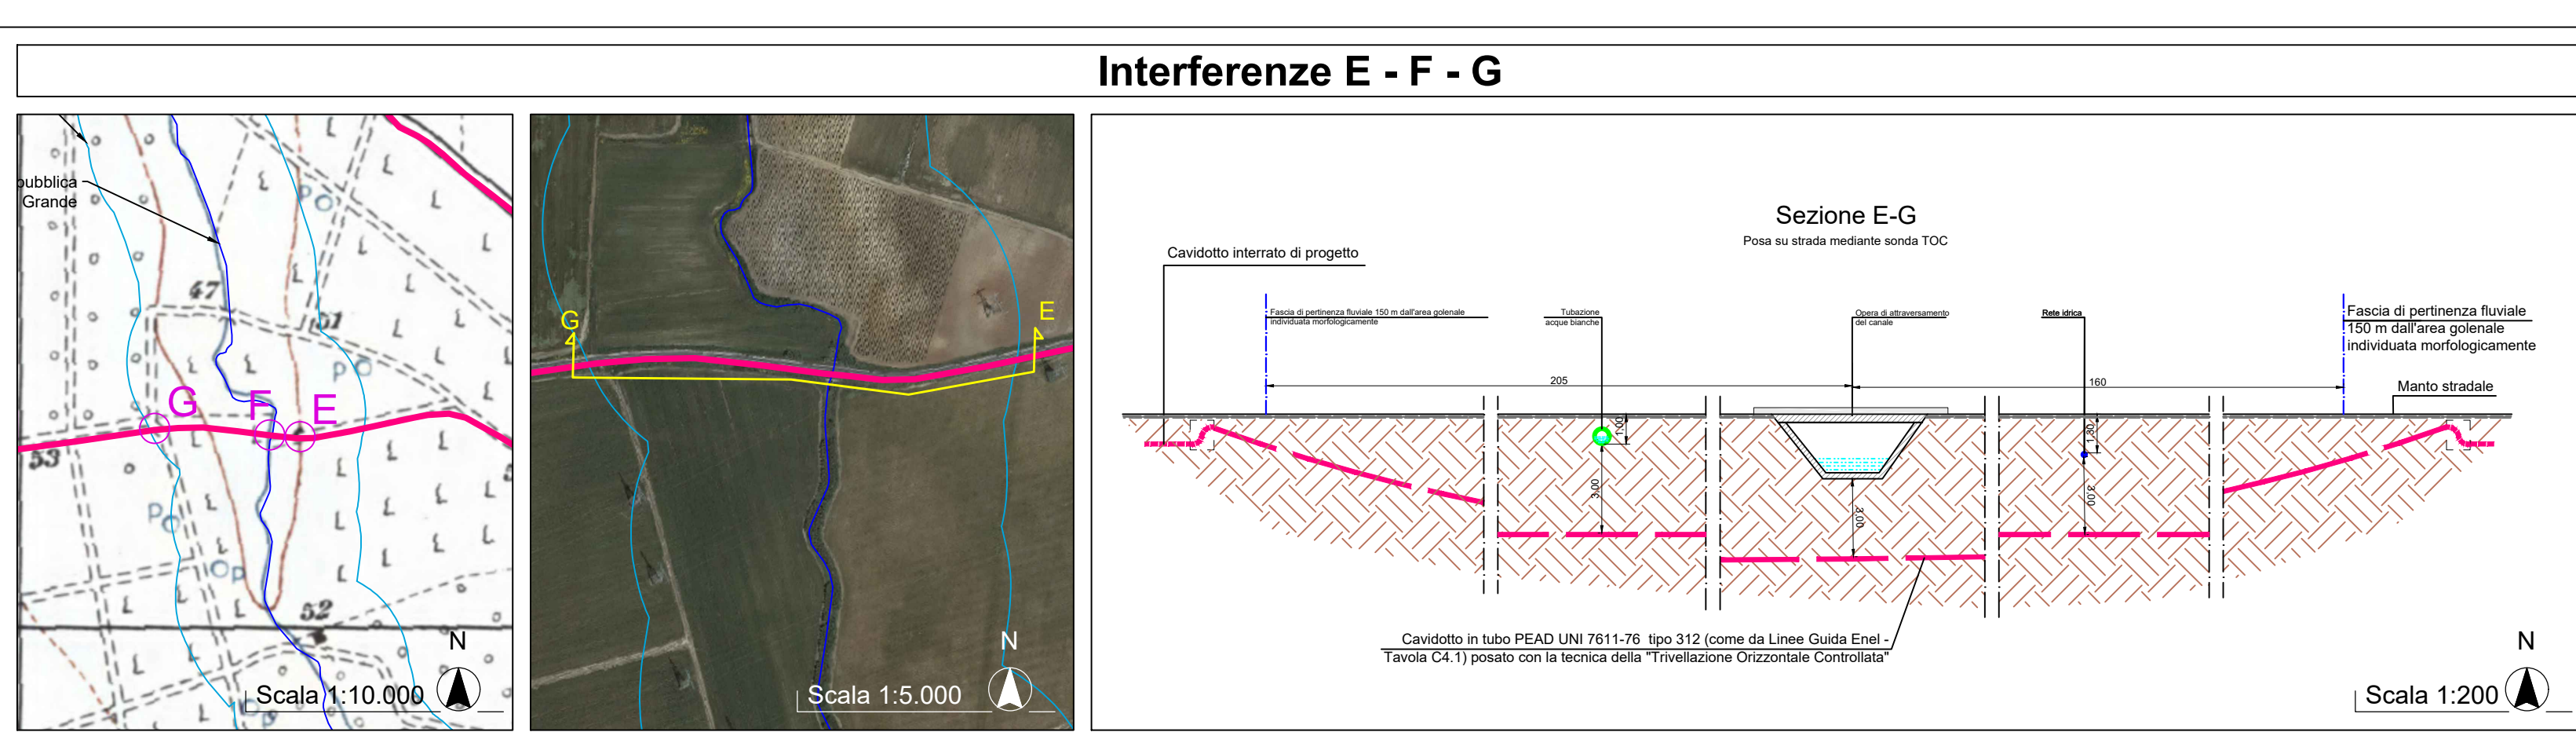 Interferenze E - F - G
pubblica
Grande
47
51
53
52
G
F
E
P
P
P
P
N
Scala 1:10.000
G
E
N
Scala 1:5.000
Sezione E-G
Posa su strada mediante sonda TOC
Cavidotto interrato di progetto
Fascia di pertinenza fluviale 150 m dall'area golenale
individuata morfologicamente
Tubazione
acque bianche
Opera di attraversamento
del canale
Rete idrica
Fascia di pertinenza fluviale
150 m dall'area golenale
individuata morfologicamente
Manto stradale
205
160
1,00
3,00
3,00
1,30
3,00
Cavidotto in tubo PEAD UNI 7611-76 tipo 312 (come da Linee Guida Enel -
Tavola C4.1) posato con la tecnica della "Trivellazione Orizzontale Controllata"
N
Scala 1:200